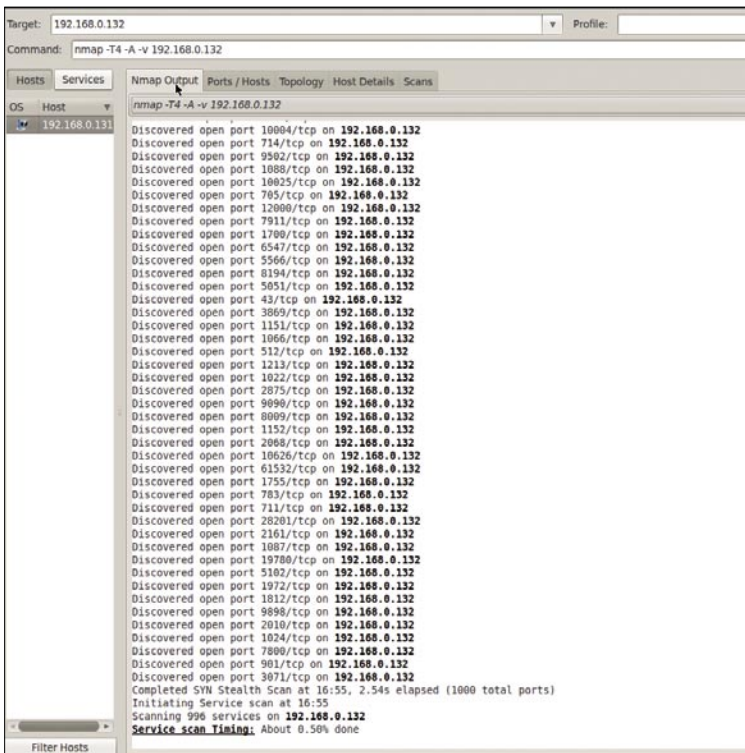 Target: 192.168.0.132 Profile:
Command: nmap -T4 -A -v 192.168.0.132
Hosts Services Nmap Output Ports / Hosts Topology Host Details Scans
OS Host nmap -T4 -A -v 192.168.0.132
192.168.0.131
Discovered open port 10004/tcp on 192.168.0.132
Discovered open port 714/tcp on 192.168.0.132
Discovered open port 9502/tcp on 192.168.0.132
Discovered open port 1088/tcp on 192.168.0.132
Discovered open port 10025/tcp on 192.168.0.132
Discovered open port 705/tcp on 192.168.0.132
Discovered open port 12000/tcp on 192.168.0.132
Discovered open port 7911/tcp on 192.168.0.132
Discovered open port 1700/tcp on 192.168.0.132
Discovered open port 6547/tcp on 192.168.0.132
Discovered open port 5566/tcp on 192.168.0.132
Discovered open port 8194/tcp on 192.168.0.132
Discovered open port 5051/tcp on 192.168.0.132
Discovered open port 43/tcp on 192.168.0.132
Discovered open port 3869/tcp on 192.168.0.132
Discovered open port 1151/tcp on 192.168.0.132
Discovered open port 1066/tcp on 192.168.0.132
Discovered open port 512/tcp on 192.168.0.132
Discovered open port 1213/tcp on 192.168.0.132
Discovered open port 1022/tcp on 192.168.0.132
Discovered open port 2875/tcp on 192.168.0.132
Discovered open port 9090/tcp on 192.168.0.132
Discovered open port 8009/tcp on 192.168.0.132
Discovered open port 1152/tcp on 192.168.0.132
Discovered open port 2068/tcp on 192.168.0.132
Discovered open port 10626/tcp on 192.168.0.132
Discovered open port 61532/tcp on 192.168.0.132
Discovered open port 1755/tcp on 192.168.0.132
Discovered open port 783/tcp on 192.168.0.132
Discovered open port 711/tcp on 192.168.0.132
Discovered open port 28201/tcp on 192.168.0.132
Discovered open port 2161/tcp on 192.168.0.132
Discovered open port 1087/tcp on 192.168.0.132
Discovered open port 19780/tcp on 192.168.0.132
Discovered open port 5102/tcp on 192.168.0.132
Discovered open port 1972/tcp on 192.168.0.132
Discovered open port 1812/tcp on 192.168.0.132
Discovered open port 9898/tcp on 192.168.0.132
Discovered open port 2010/tcp on 192.168.0.132
Discovered open port 1024/tcp on 192.168.0.132
Discovered open port 7800/tcp on 192.168.0.132
Discovered open port 901/tcp on 192.168.0.132
Discovered open port 3071/tcp on 192.168.0.132
Completed SYN Stealth Scan at 16:55, 2.54s elapsed (1000 total ports)
Initiating Service scan at 16:55
Scanning 996 services on 192.168.0.132
Service scan Timing: About 0.50% done
Filter Hosts